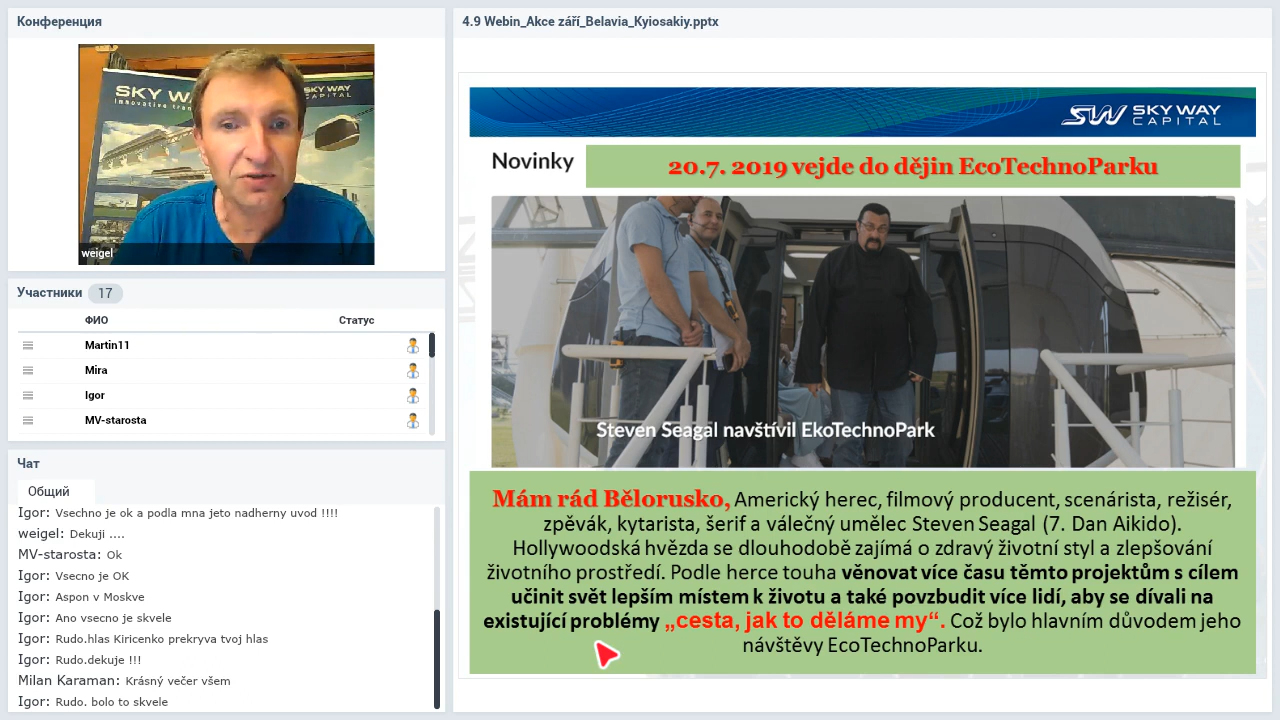 Конференция
SKY W
Innovative tran
SKY WAY
CAPITAL
weigel
Участники 17
ФИО Статус
Martin11
Mira
Igor
MV-starosta
Чат
Общий
Igor: Vsechno je ok a podla mna jeto nadherny uvod !!!!
weigel: Dekuji ....
MV-starosta: Ok
Igor: Vsecno je OK
Igor: Aspon v Moskve
Igor: Ano vsecno je skvele
Igor: Rudo.hlas Kiricenko prekryva tvoj hlas
Igor: Rudo.dekuje !!!
Milan Karaman: Krásný večer všem
Igor: Rudo. bolo to skvele
4.9 Webin_Akce září_Belavia_Kyiosakiy.pptx
SW SKY WAY
CAPITAL
Novinky
20.7. 2019 vejde do dějin EcoTechnoParku
Steven Seagal navštívil EkoTechnoPark
Mám rád Bělorusko, Americký herec, filmový producent, scenárista, režisér,
zpěvák, kytarista, šerif a válečný umělec Steven Seagal (7. Dan Aikido).
Hollywoodská hvězda se dlouhodobě zajímá o zdravý životní styl a zlepšování
životního prostředí. Podle herce touha věnovat více času těmto projektům s cílem
učinit svět lepším místem k životu a také povzbudit více lidí, aby se dívali na
existující problémy „cesta, jak to děláme my“. Což bylo hlavním důvodem jeho
návštěvy EcoTechnoParku.